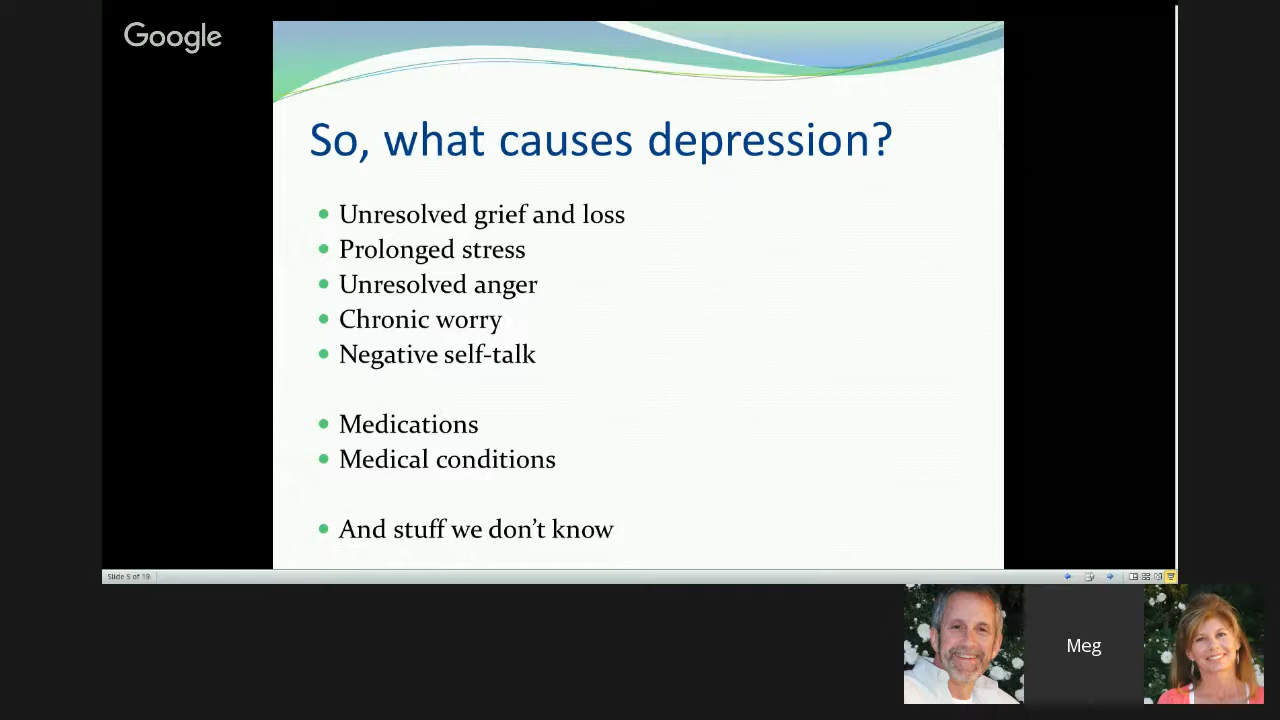 Google
So, what causes depression?
Unresolved grief and loss
Prolonged stress
Unresolved anger
Chronic worry
Negative self-talk
Medications
Medical conditions
And stuff we don’t know
Slide 5 of 19
Meg